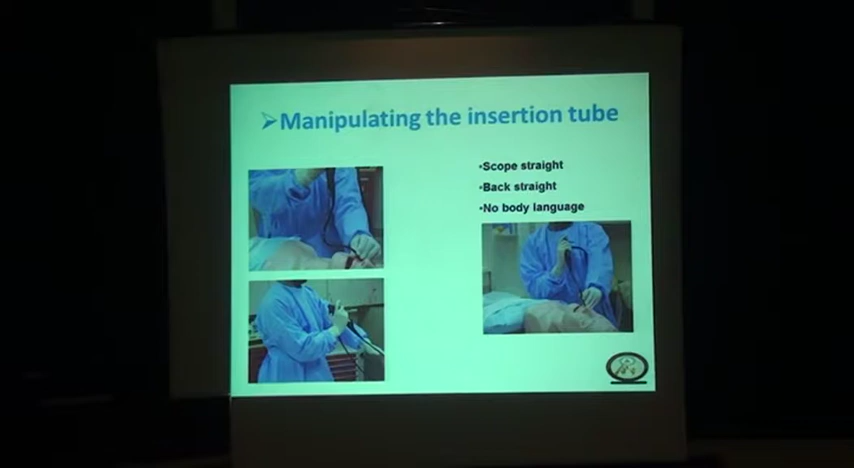 ➢Manipulating the insertion tube
•Scope straight
•Back straight
•No body language